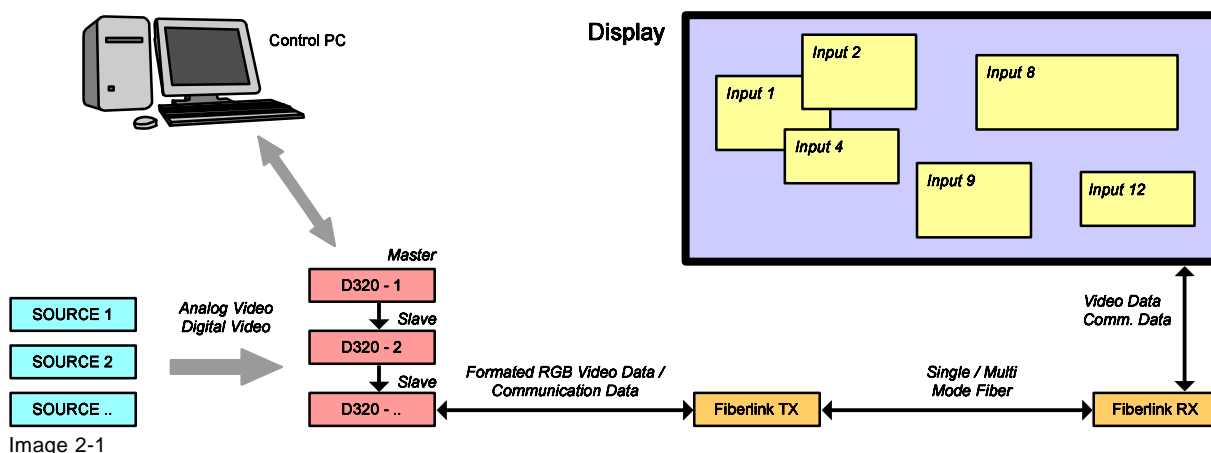 Control PC
Display
Input 2
Input 8
Input 1
Input 4
Input 9
Input 12
Master
D320 - 1
Slave
D320 - 2
Slave
D320 - ..
SOURCE 1
SOURCE 2
SOURCE ..
Analog Video
Digital Video
Formated RGB Video Data /
Communication Data
Fiberlink TX
Single / Multi
Mode Fiber
Fiberlink RX
Video Data
Comm. Data
Image 2-1